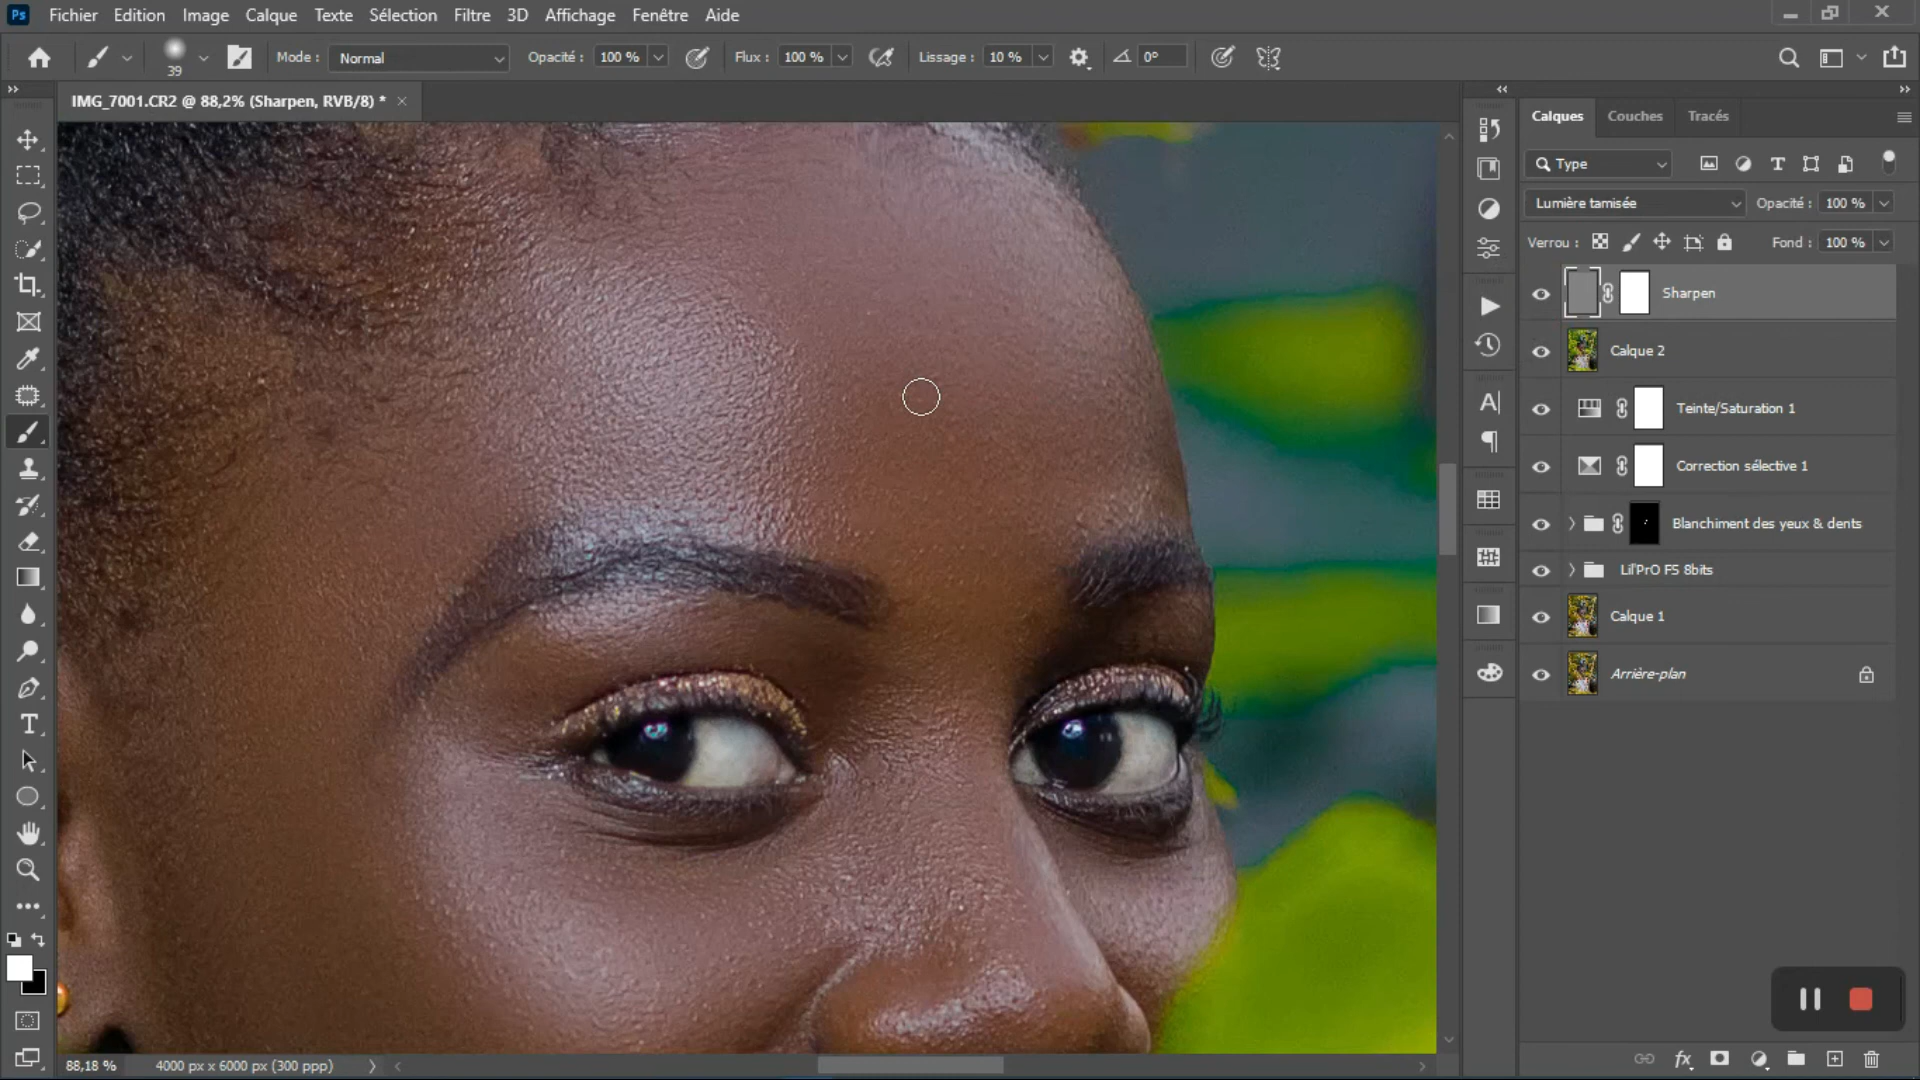 Ps Fichier Edition Image Calque Texte Sélection Filtre 3D Affichage Fenêtre Aide
39 Mode : Normal Opacité : 100 % Flux : 100 % Lissage : 10 % 0°
IMG_7001.CR2 @ 88,2% (Sharpen, RVB/8) * ×
Calques Couches Tracés
Type
Lumière tamisée Opacité : 100 %
Verrou : Fond : 100 %
Sharpen
Calque 2
Teinte/Saturation 1
Correction sélective 1
Blanchiment des yeux & dents
Lil'PrO FS 8bits
Calque 1
Arrière-plan
88,18 % 4000 px x 6000 px (300 ppp)